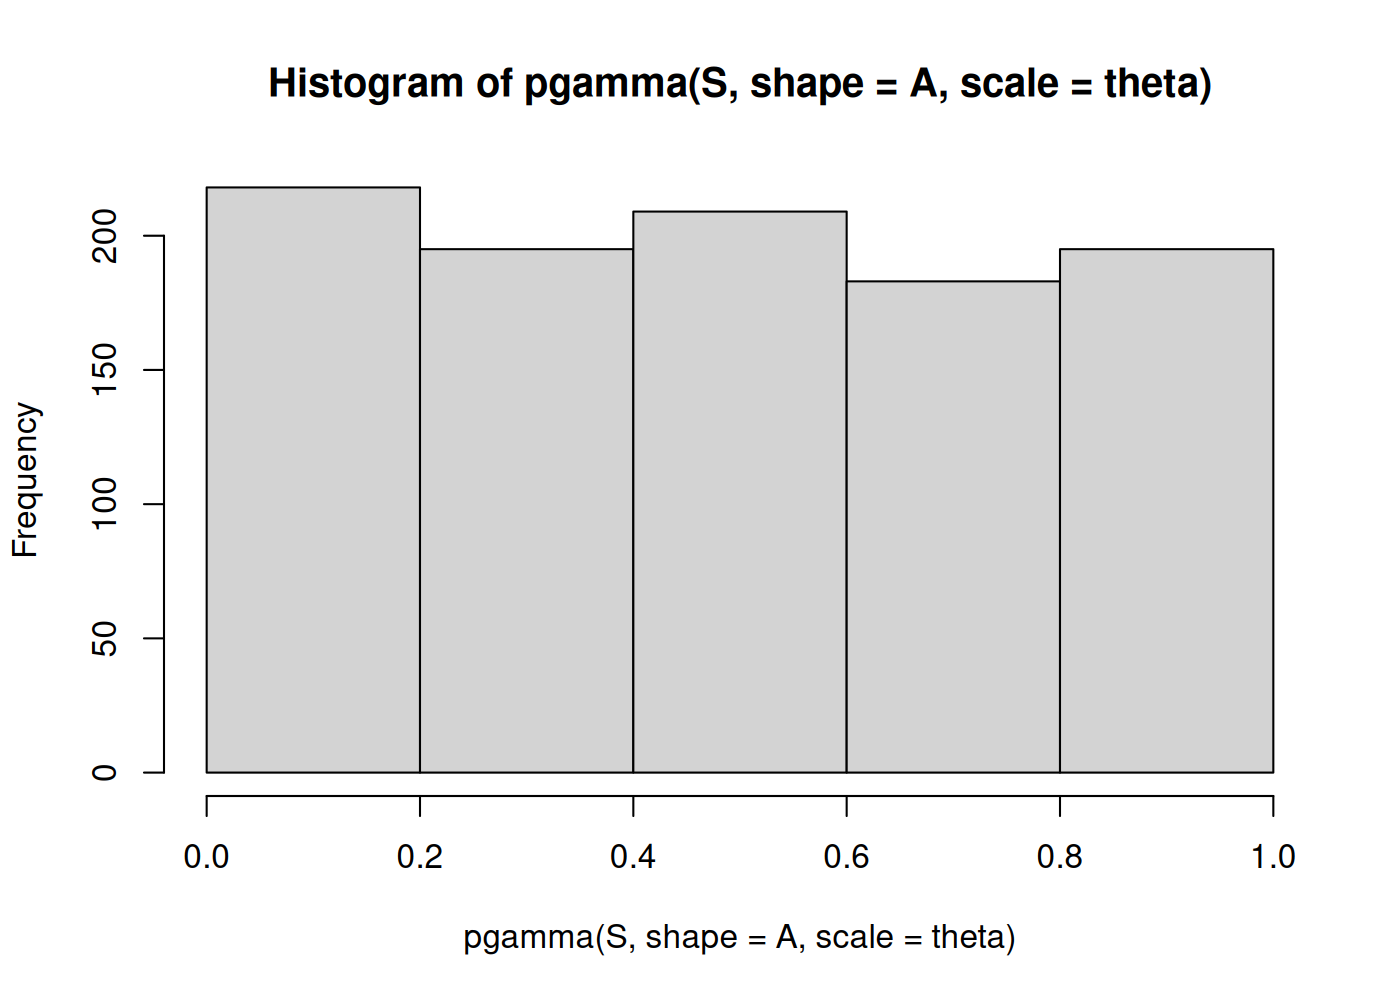 Histogram of pgamma(S, shape = A, scale = theta)
Frequency
200
150
100
50
0
0.0 0.2 0.4 0.6 0.8 1.0
pgamma(S, shape = A, scale = theta)